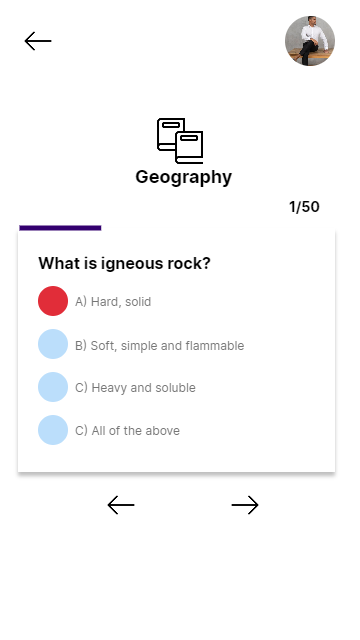 Geography
1/50
What is igneous rock?
A) Hard, solid
B) Soft, simple and flammable
C) Heavy and soluble
C) All of the above